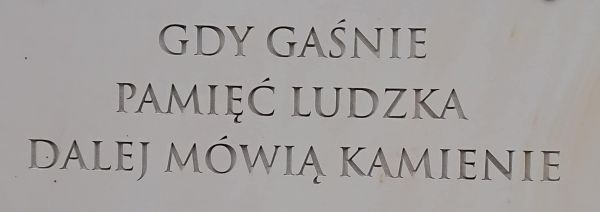 GDY GAŚNIE
PAMIĘĆ LUDZKA
DALEJ MÓWIĄ KAMIENIE